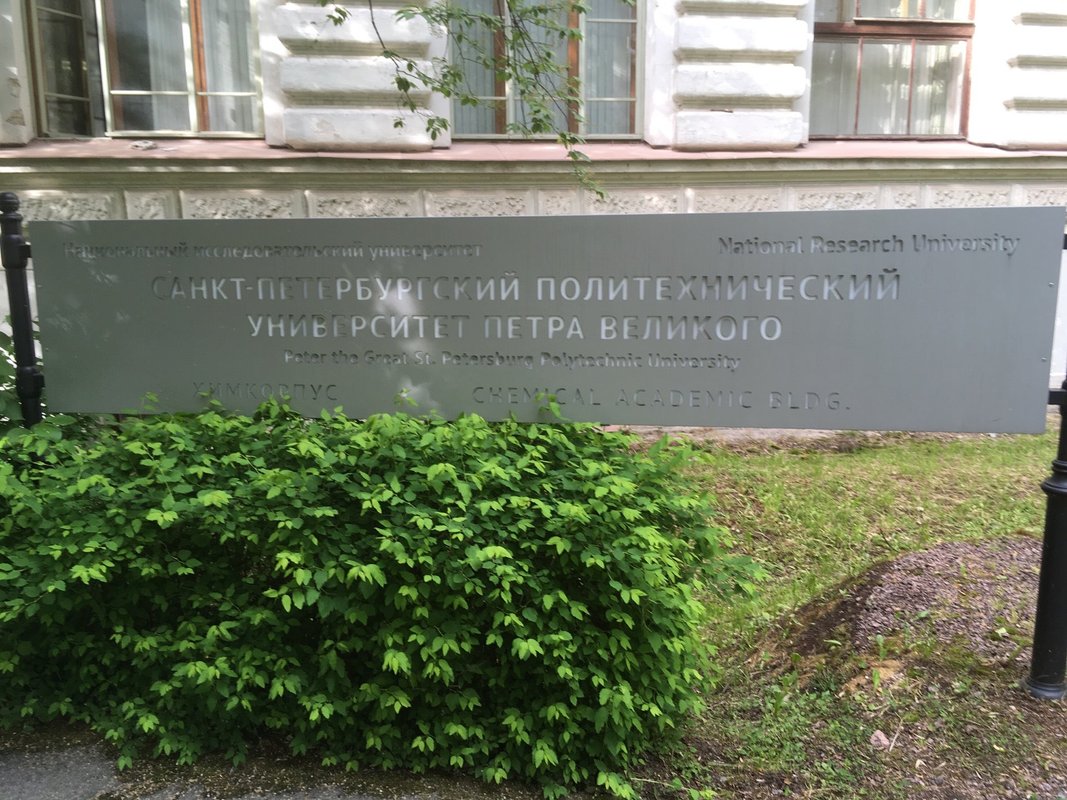 Национальный исследовательский университет
National Research University
САНКТ-ПЕТЕРБУРГСКИЙ ПОЛИТЕХНИЧЕСКИЙ
УНИВЕРСИТЕТ ПЕТРА ВЕЛИКОГО
Peter the Great St. Petersburg Polytechnic University
ХИМКОРПУС
CHEMICAL ACADEMIC BLDG.